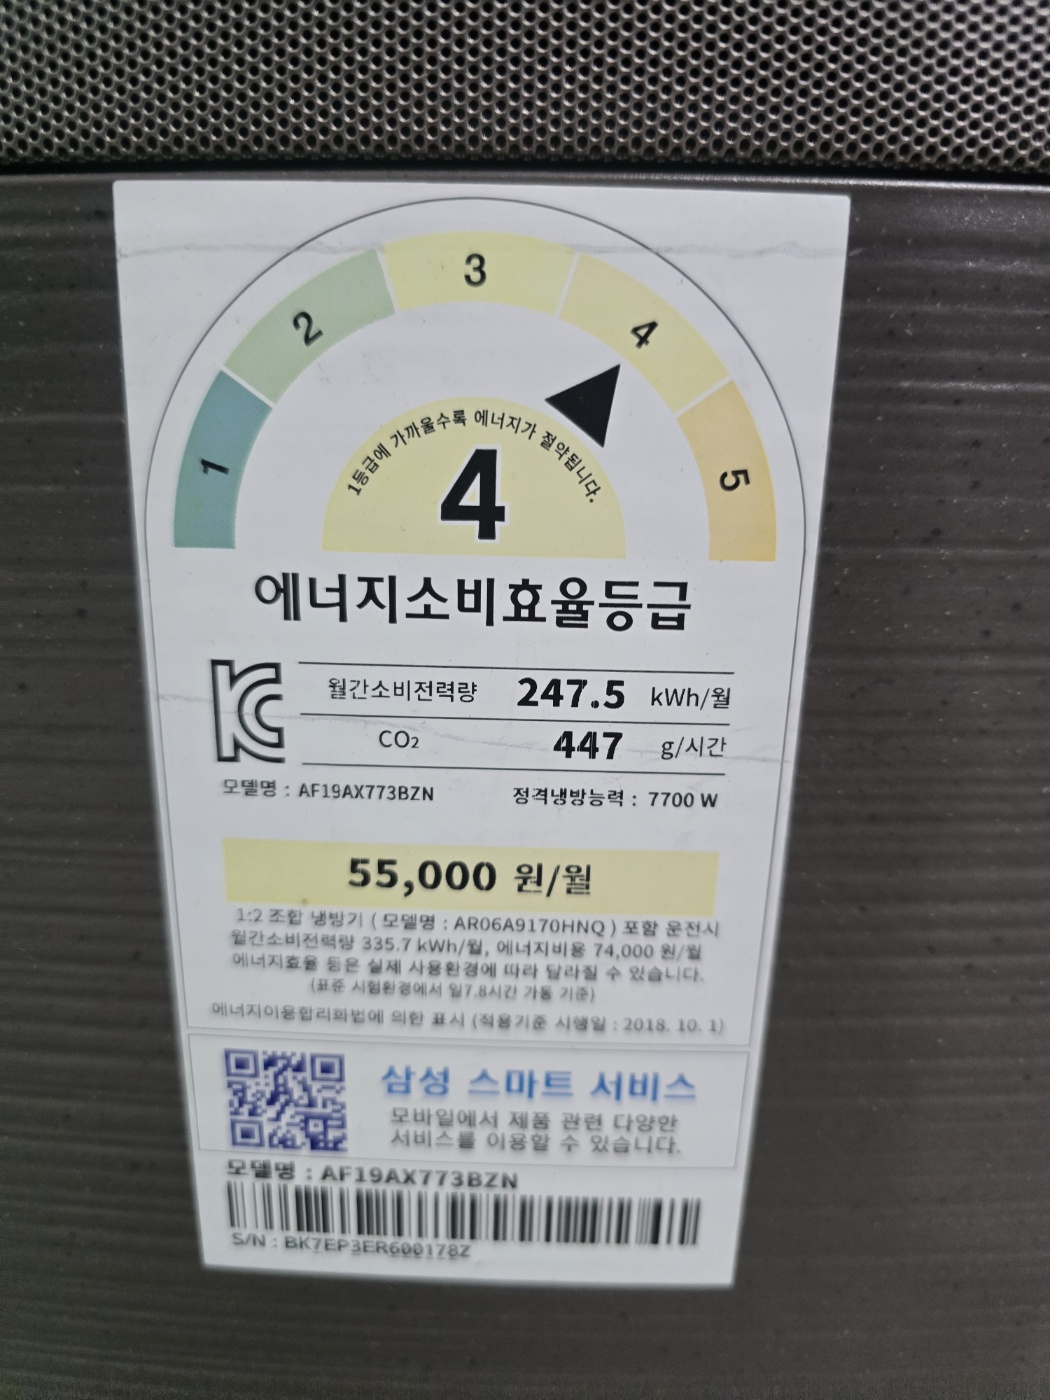 1 2 3 4 5
1등급에 가까울수록 에너지가 절약됩니다.
4
에너지소비효율등급
월간소비전력량 247.5 kWh/월
CO₂ 447 g/시간
모델명 : AF19AX773BZN 정격냉방능력 : 7700 W
55,000 원/월
1:2 조합 냉방기 ( 모델명 : AR06A9170HNQ ) 포함 운전시
월간소비전력량 335.7 kWh/월, 에너지비용 74,000 원/월
에너지효율 등은 실제 사용환경에 따라 달라질 수 있습니다.
(표준 시험환경에서 일7.8시간 가동 기준)
에너지이용합리화법에 의한 표시 (적용기준 시행일 : 2018. 10. 1)
삼성 스마트 서비스
모바일에서 제품 관련 다양한
서비스를 이용할 수 있습니다.
모델명 : AF19AX773BZN
S/N : BK7EP3ER600178Z